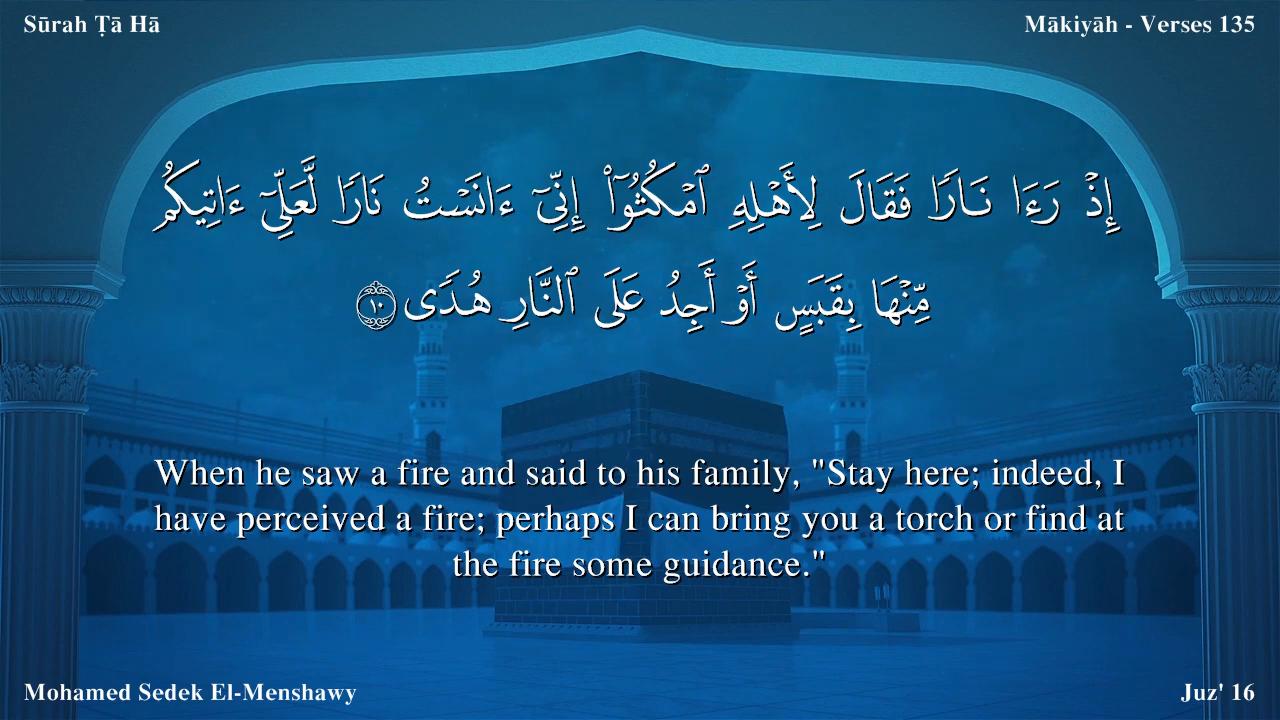 Sūrah Ṭā Hā
Mākiyāh - Verses 135
إِذْ رَءَا نَارًا فَقَالَ لِأَهْلِهِ ٱمْكُثُوٓا۟ إِنِّىٓ ءَانَسْتُ نَارًا لَّعَلِّىٓ ءَاتِيكُم
مِّنْهَا بِقَبَسٍ أَوْ أَجِدُ عَلَى ٱلنَّارِ هُدًى ١٠
When he saw a fire and said to his family, "Stay here; indeed, I
have perceived a fire; perhaps I can bring you a torch or find at
the fire some guidance."
Mohamed Sedek El-Menshawy
Juz' 16